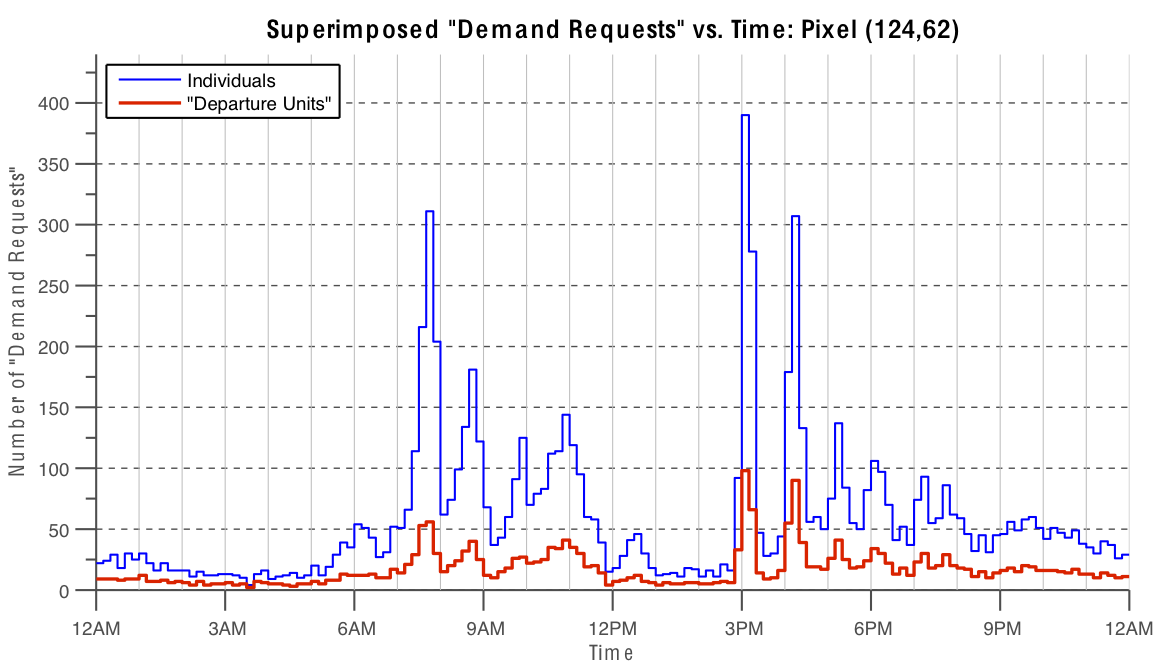 Superimposed "Demand Requests" vs. Time: Pixel (124,62)
Individuals
"Departure Units"
Number of "Demand Requests"
400
350
300
250
200
150
100
50
0
12AM 3AM 6AM 9AM 12PM 3PM 6PM 9PM 12AM
Time